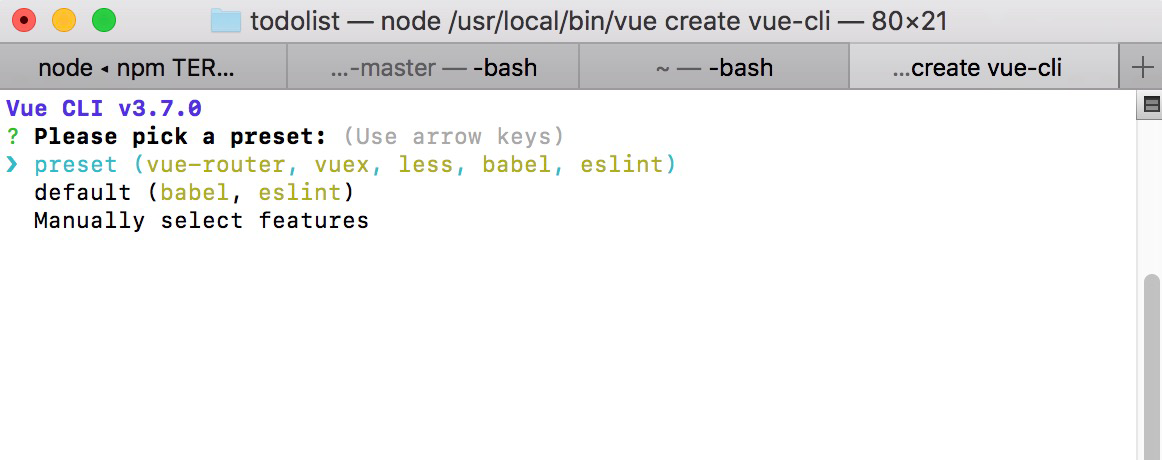 todolist — node /usr/local/bin/vue create vue-cli — 80×21
node ◂ npm TER... ...-master — -bash ~ — -bash ...create vue-cli
Vue CLI v3.7.0
? Please pick a preset: (Use arrow keys)
❯ preset (vue-router, vuex, less, babel, eslint)
default (babel, eslint)
Manually select features